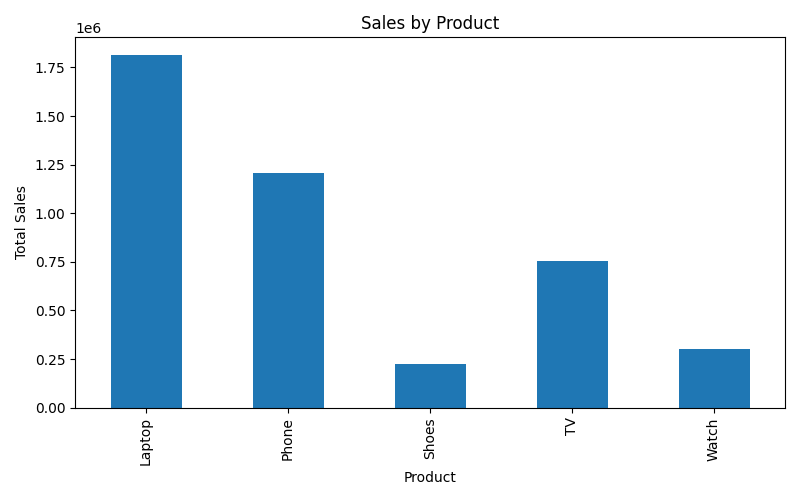 Sales by Product
1e6
1.75
1.50
1.25
1.00
0.75
0.50
0.25
0.00
Total Sales
Laptop
Phone
Shoes
TV
Watch
Product